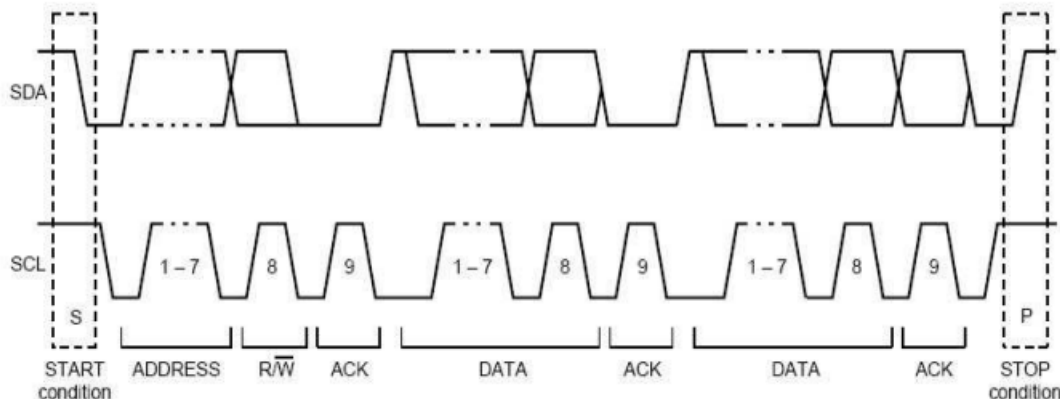 SDA
SCL
1 – 7
8
9
1 – 7
8
9
1 – 7
8
9
S
P
START
condition
ADDRESS
R/W̅
ACK
DATA
ACK
DATA
ACK
STOP
condition